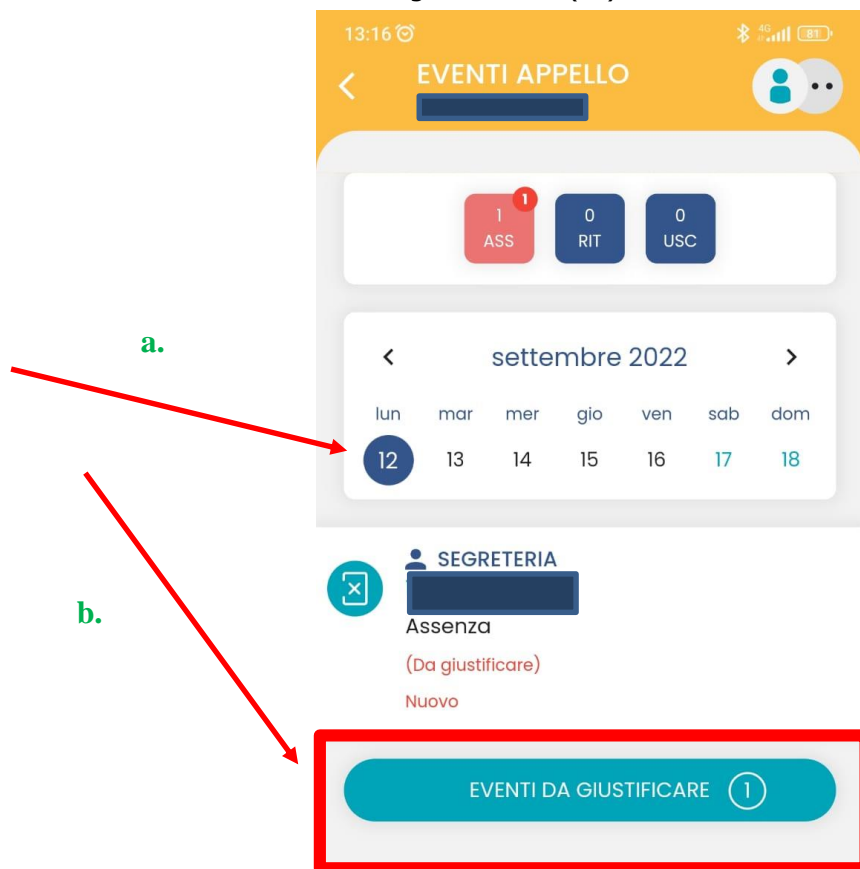 13:16 4G 81
EVENTI APPELLO
1
1 0 0
ASS RIT USC
a.
< settembre 2022 >
lun mar mer gio ven sab dom
12 13 14 15 16 17 18
SEGRETERIA
Assenza
b.
(Da giustificare)
Nuovo
EVENTI DA GIUSTIFICARE 1